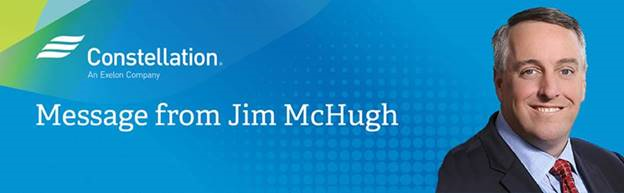 Constellation®
An Exelon Company
Message from Jim McHugh